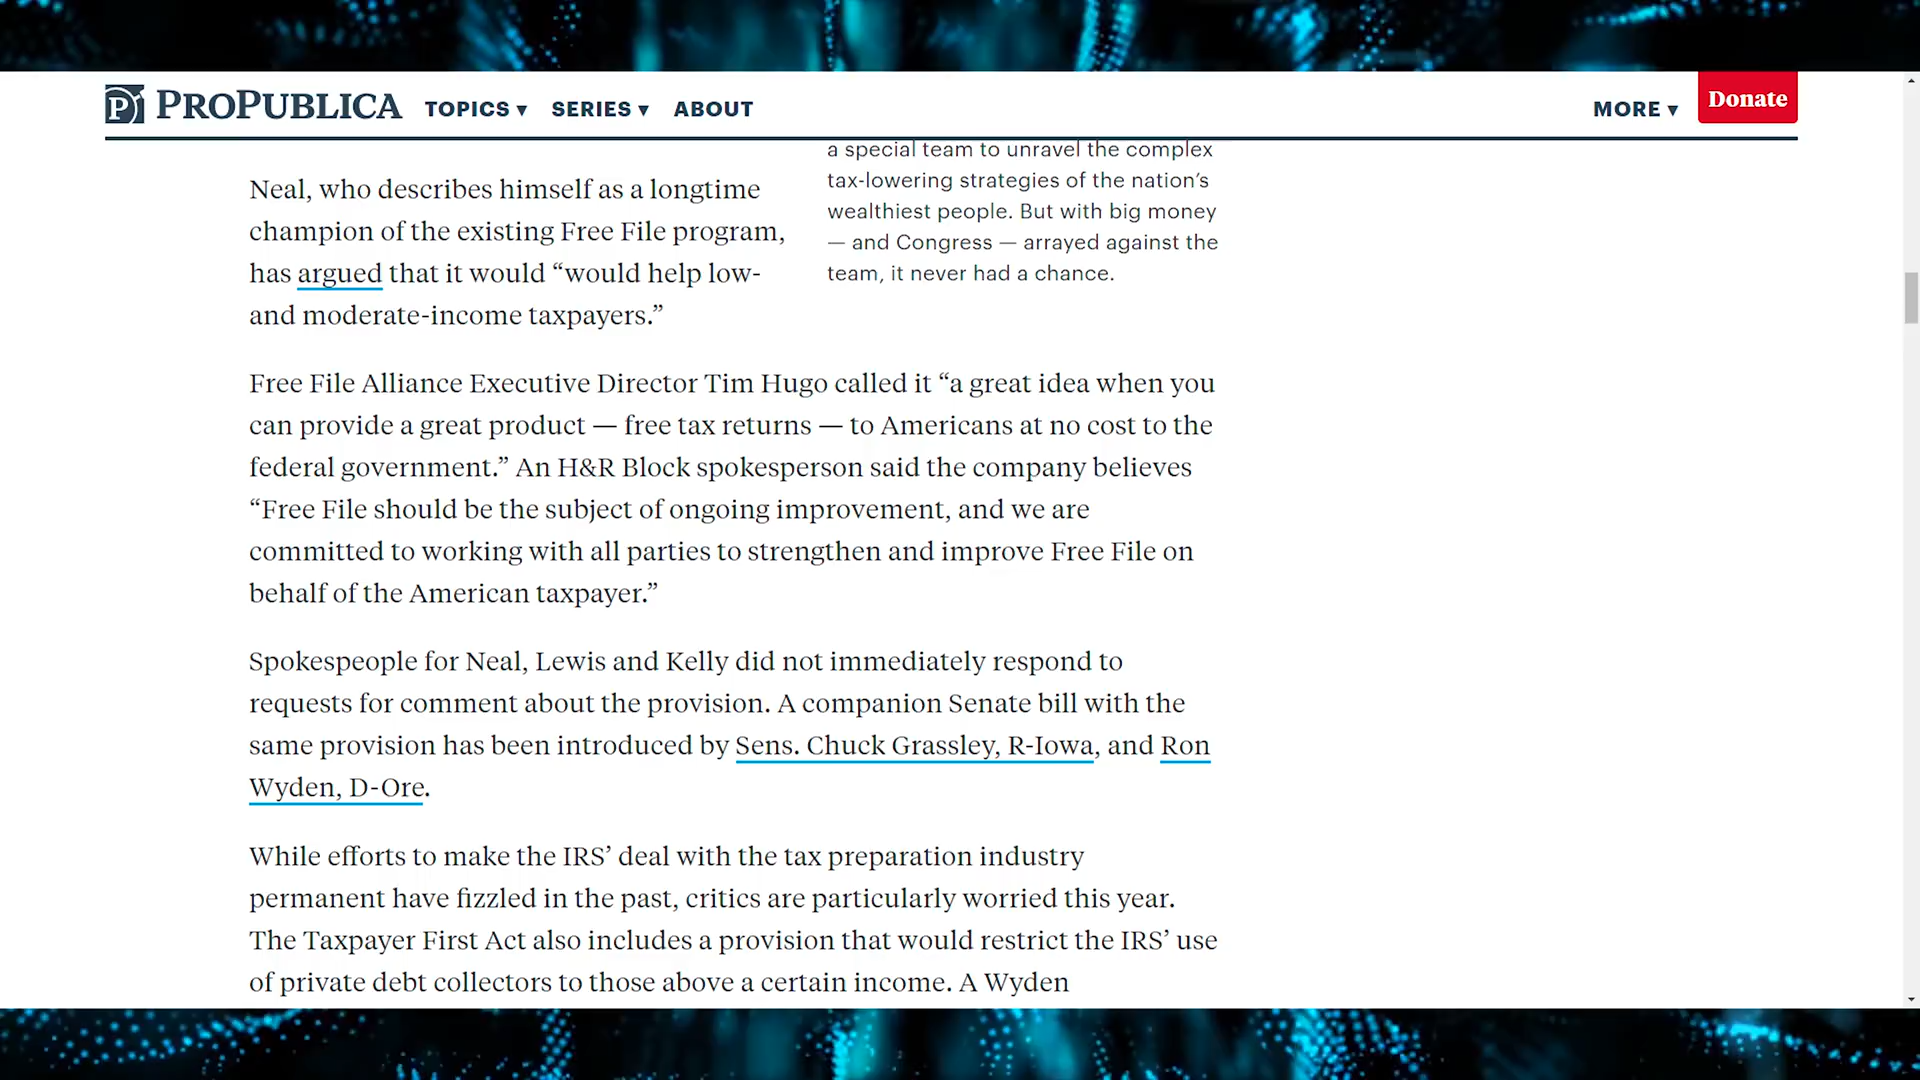 PROPUBLICA TOPICS ▾ SERIES ▾ ABOUT MORE ▾ Donate
a special team to unravel the complex
tax-lowering strategies of the nation’s
wealthiest people. But with big money
— and Congress — arrayed against the
team, it never had a chance.
Neal, who describes himself as a longtime
champion of the existing Free File program,
has argued that it would “would help low-
and moderate-income taxpayers.”
Free File Alliance Executive Director Tim Hugo called it “a great idea when you
can provide a great product — free tax returns — to Americans at no cost to the
federal government.” An H&R Block spokesperson said the company believes
“Free File should be the subject of ongoing improvement, and we are
committed to working with all parties to strengthen and improve Free File on
behalf of the American taxpayer.”
Spokespeople for Neal, Lewis and Kelly did not immediately respond to
requests for comment about the provision. A companion Senate bill with the
same provision has been introduced by Sens. Chuck Grassley, R-Iowa, and Ron
Wyden, D-Ore.
While efforts to make the IRS’ deal with the tax preparation industry
permanent have fizzled in the past, critics are particularly worried this year.
The Taxpayer First Act also includes a provision that would restrict the IRS’ use
of private debt collectors to those above a certain income. A Wyden